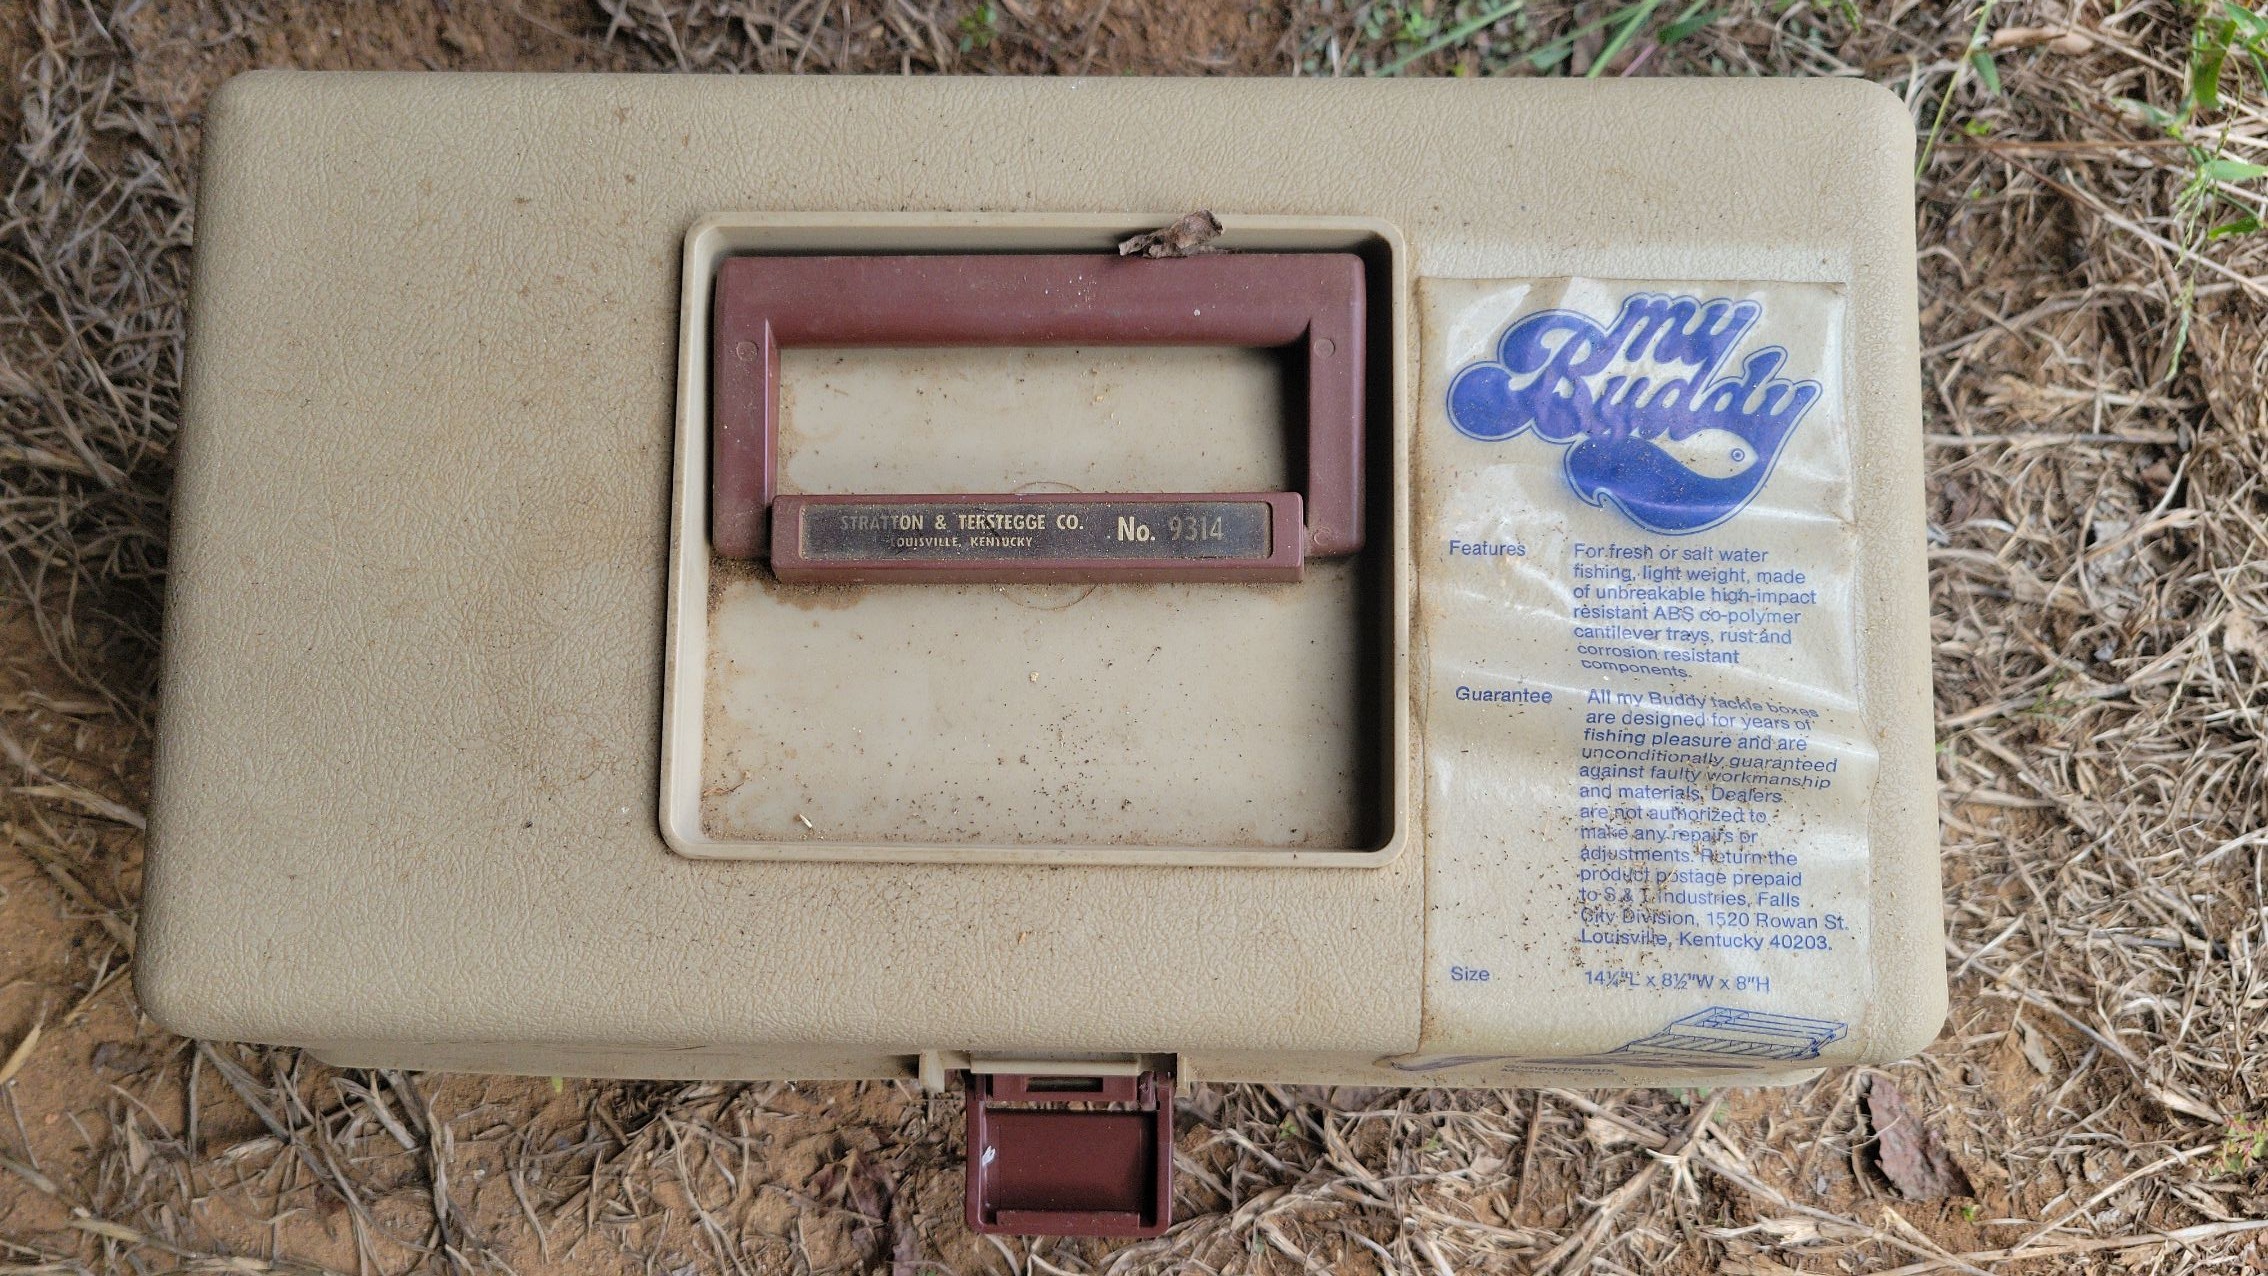 STRATTON & TERSTEGGE CO. No. 9314
LOUISVILLE, KENTUCKY
my
Buddy
Features
For fresh or salt water
fishing, light weight, made
of unbreakable high-impact
resistant ABS co-polymer
cantilever trays, rust and
corrosion resistant
components.
Guarantee
All my Buddy tackle boxes
are designed for years of
fishing pleasure and are
unconditionally guaranteed
against faulty workmanship
and materials. Dealers
are not authorized to
make any repairs or
adjustments. Return the
product postage prepaid
to S & T Industries, Falls
City Division, 1520 Rowan St.
Louisville, Kentucky 40203.
Size
14¼"L x 8½"W x 8"H
compartments